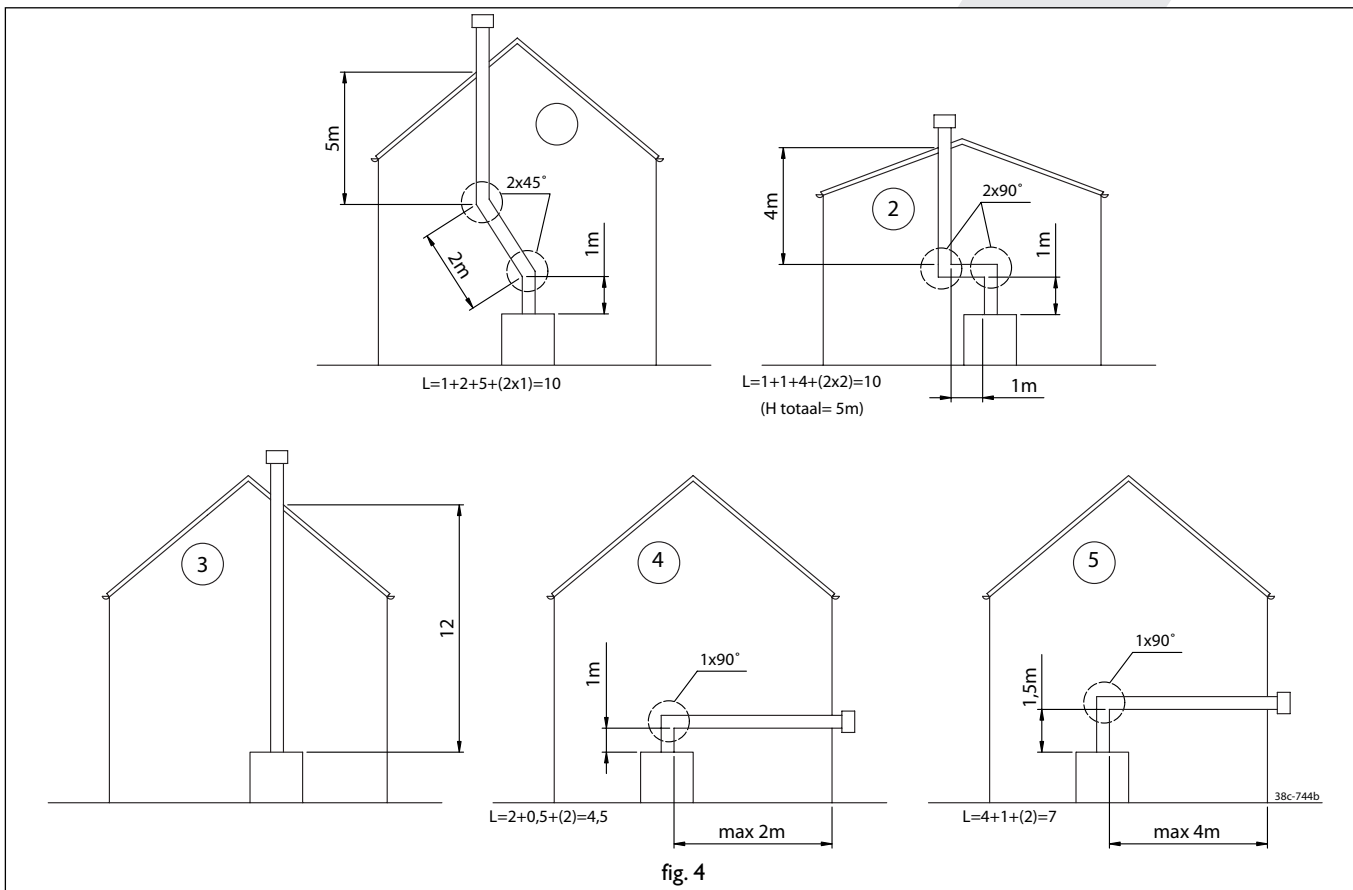 5m
2x45°
2m
1m
L=1+2+5+(2x1)=10
4m
2
2x90°
1m
L=1+1+4+(2x2)=10
1m
(H totaal= 5m)
3
12
4
1x90°
1m
L=2+0,5+(2)=4,5
max 2m
5
1x90°
1,5m
38c-744b
L=4+1+(2)=7
max 4m
fig. 4